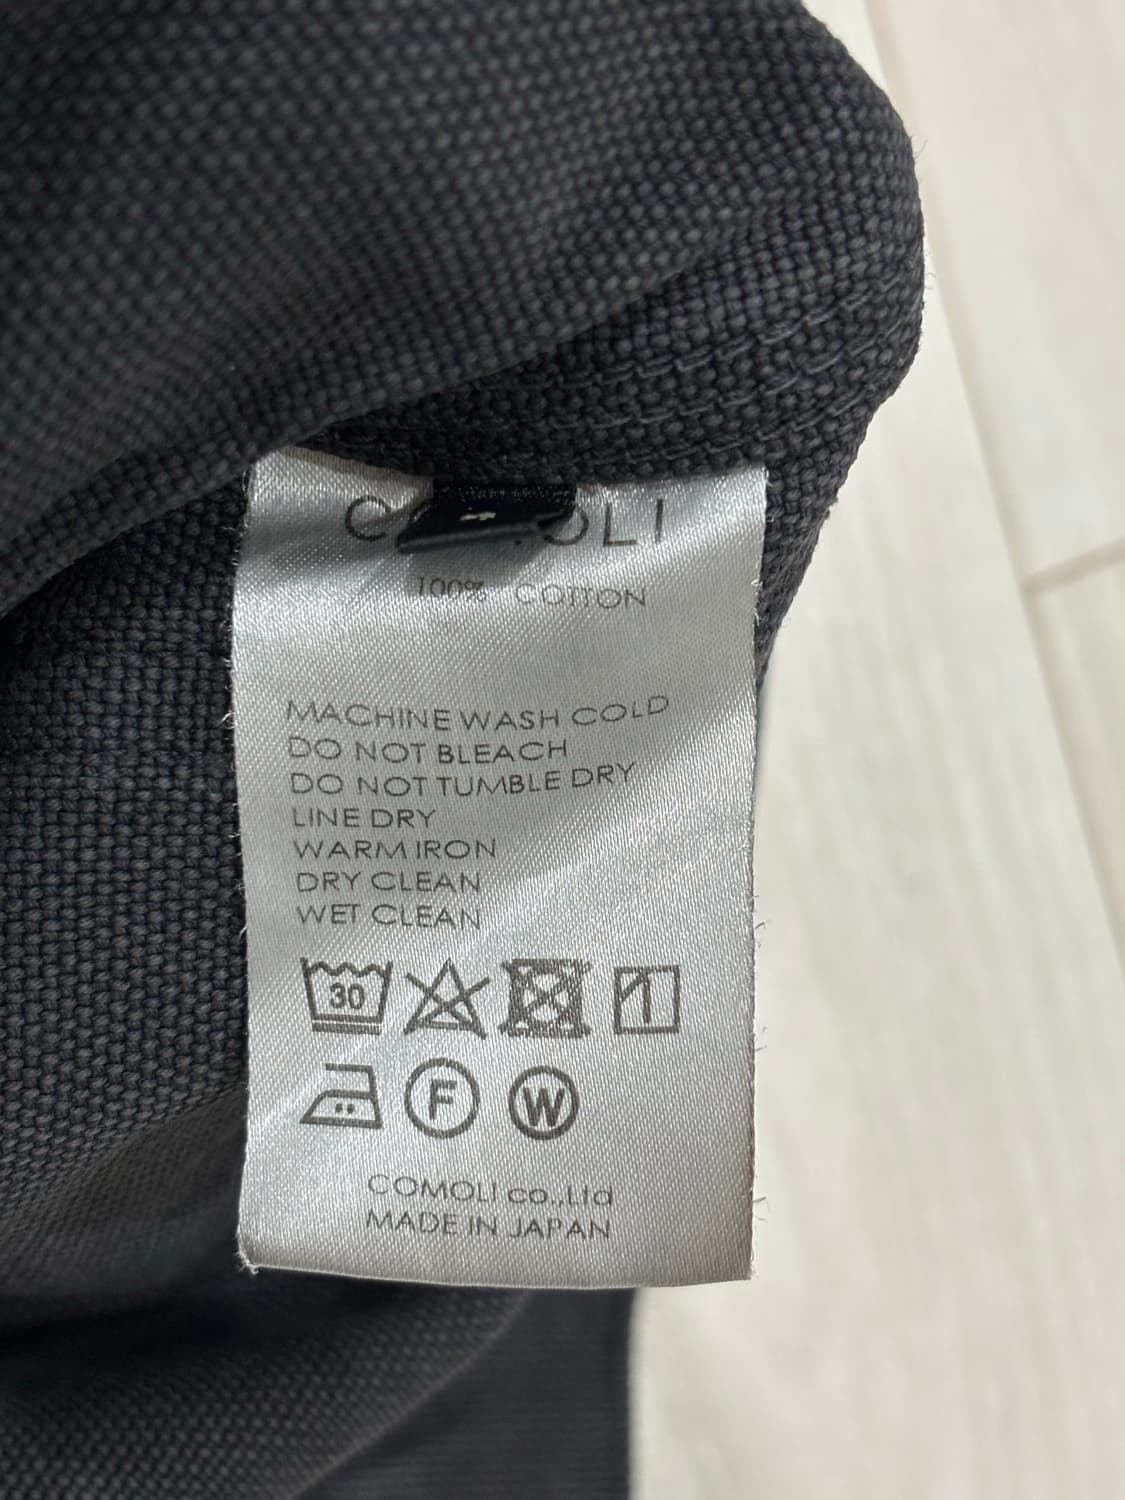 4
100% COTTON
MACHINE WASH COLD
DO NOT BLEACH
DO NOT TUMBLE DRY
LINE DRY
WARM IRON
DRY CLEAN
WET CLEAN
30
F W
COMOLI co.,Ltd
MADE IN JAPAN